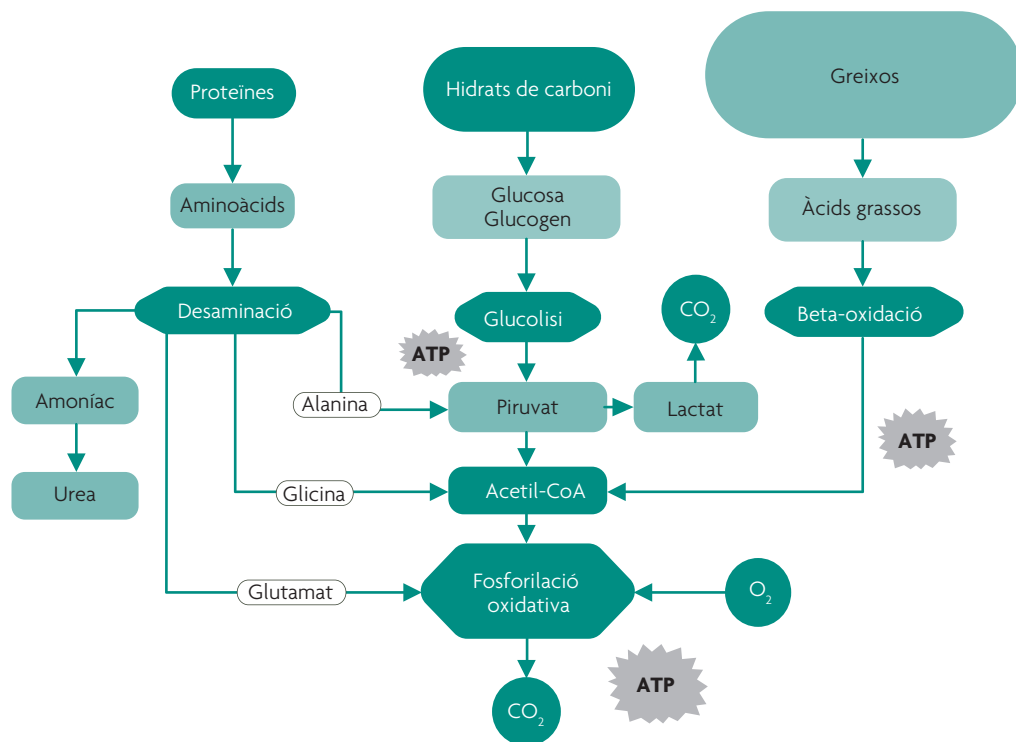 Proteïnes
Hidrats de carboni
Greixos
Aminoàcids
Glucosa
Glucogen
Àcids grassos
Desaminació
Glucolisi
CO₂
Beta-oxidació
ATP
Amoníac
Alanina
Piruvat
Lactat
ATP
Urea
Glicina
Acetil-CoA
Glutamat
Fosforilació
oxidativa
O₂
ATP
CO₂